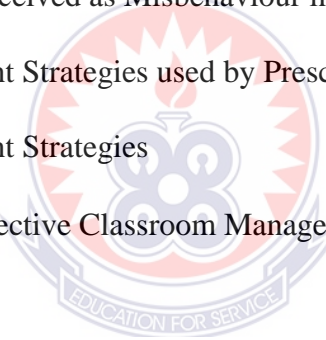 ceived as Misbehaviour in
nt Strategies used by Presc
nt Strategies
ective Classroom Manage
EDUCATION FOR SERVICE